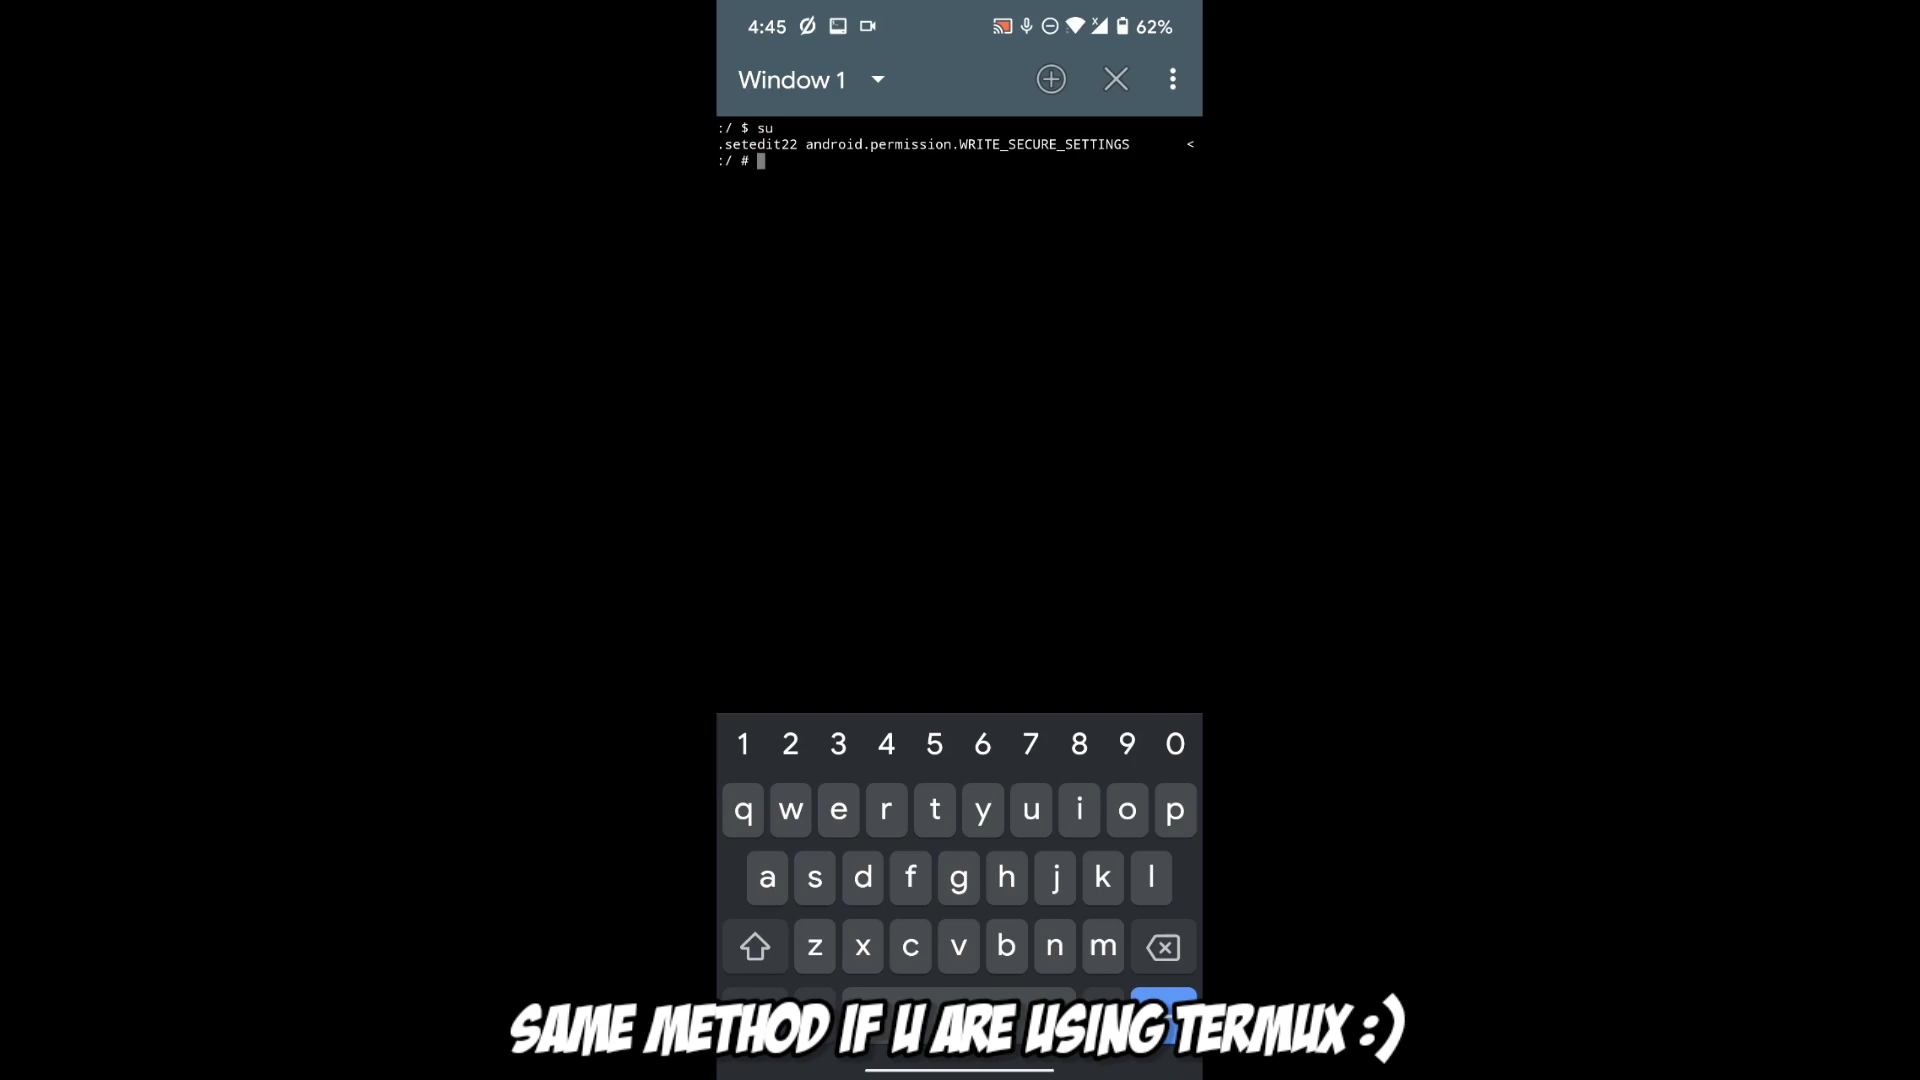 4:45 62%
Window 1
:/ $ su
.setedit22 android.permission.WRITE_SECURE_SETTINGS <
:/ #
1 2 3 4 5 6 7 8 9 0
q w e r t y u i o p
a s d f g h j k l
z x c v b n m
SAME METHOD IF U ARE USING TERMUX :)